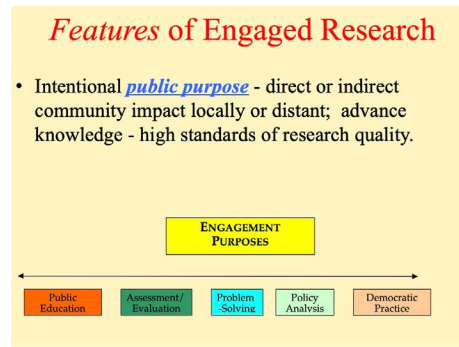 Features of Engaged Research
• Intentional public purpose - direct or indirect
community impact locally or distant; advance
knowledge - high standards of research quality.
ENGAGEMENT
PURPOSES
Public
Education
Assessment/
Evaluation
Problem
-Solving
Policy
Analysis
Democratic
Practice